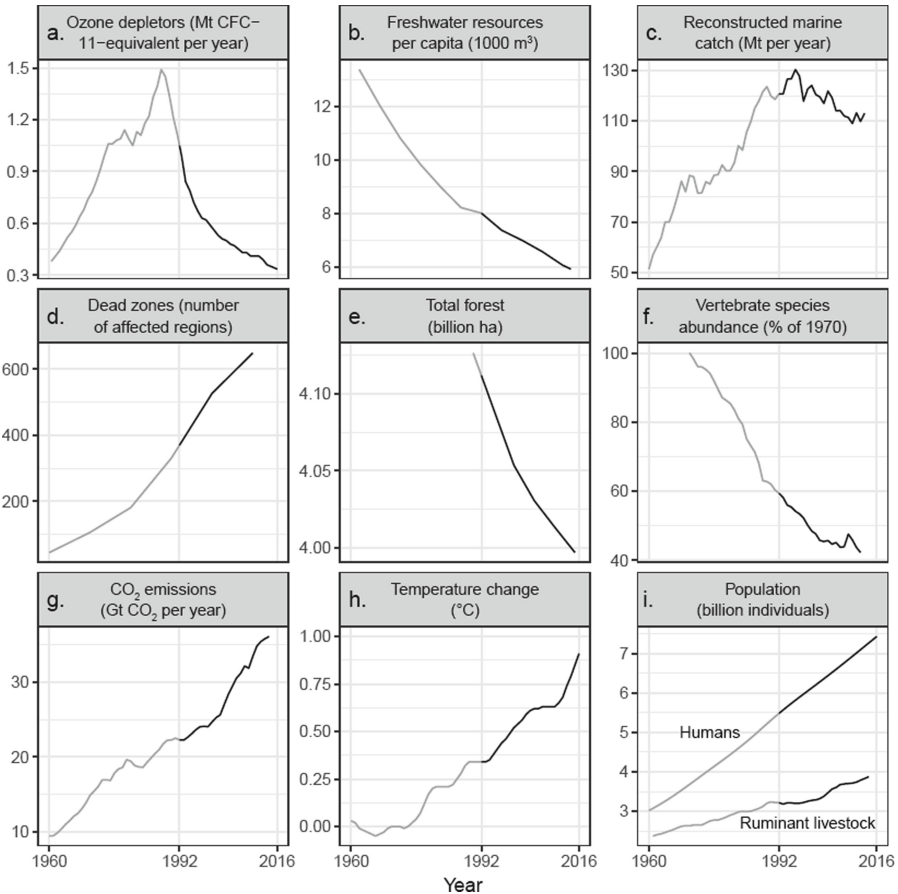 a. Ozone depletors (Mt CFC−
11−equivalent per year)
1.5
1.2
0.9
0.6
0.3
b. Freshwater resources
per capita (1000 m³)
12
10
8
6
c. Reconstructed marine
catch (Mt per year)
130
110
90
70
50
d. Dead zones (number
of affected regions)
600
400
200
e. Total forest
(billion ha)
4.10
4.05
4.00
f. Vertebrate species
abundance (% of 1970)
100
80
60
40
g. CO₂ emissions
(Gt CO₂ per year)
30
20
10
1960 1992 2016
h. Temperature change
(°C)
1.00
0.75
0.50
0.25
0.00
1960 1992 2016
i. Population
(billion individuals)
7
6
5
4
3
Humans
Ruminant livestock
1960 1992 2016
Year